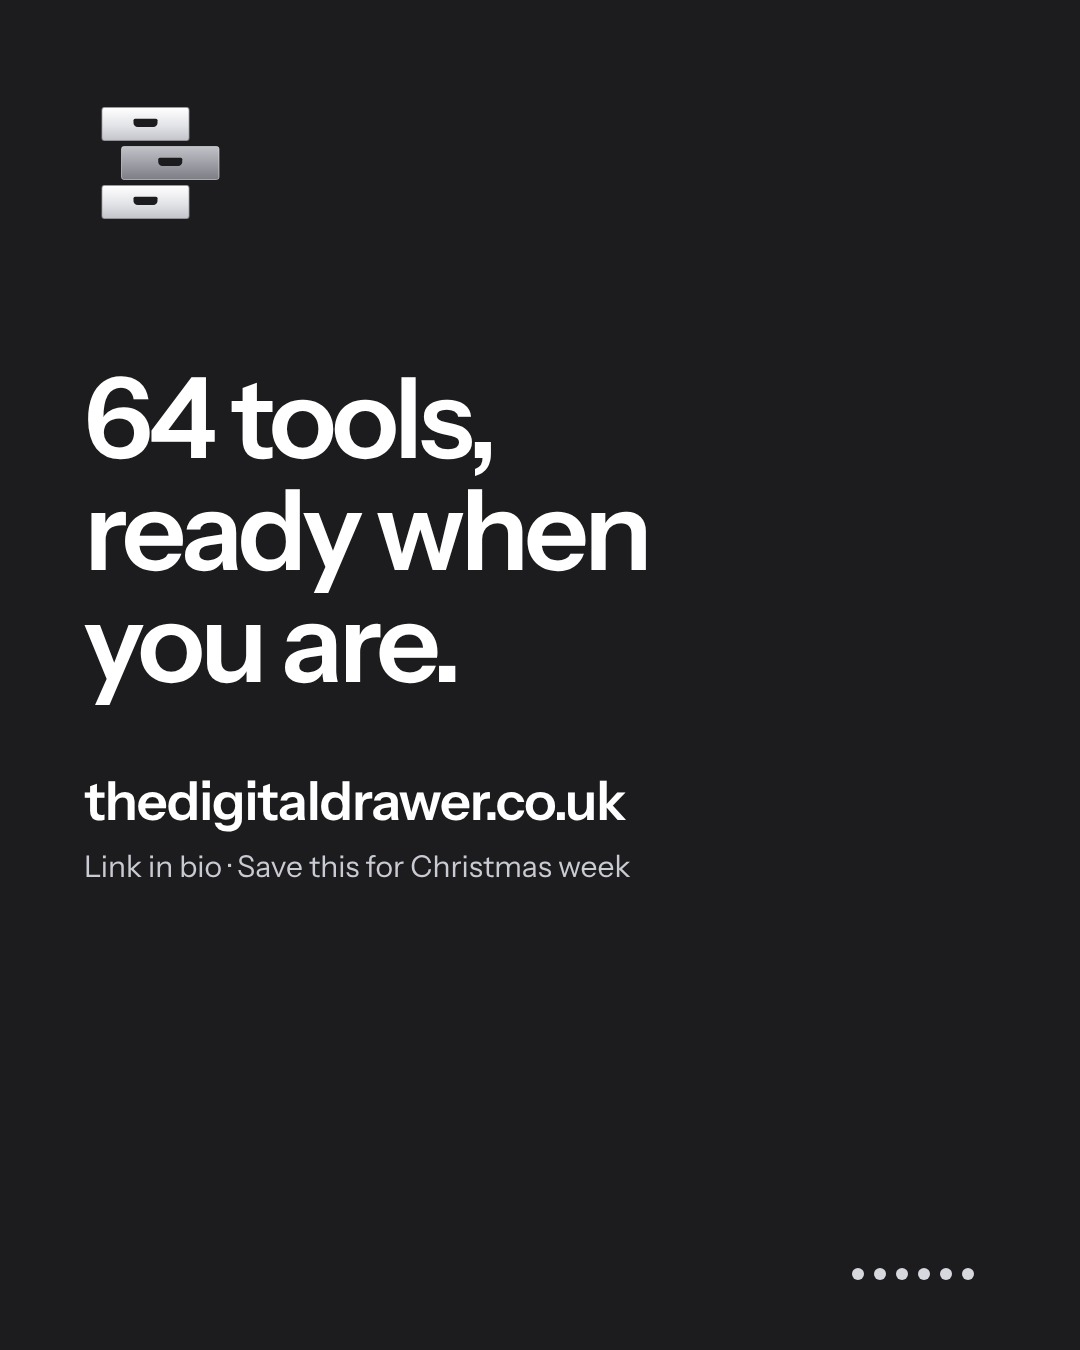 64 tools,
ready when
you are.
thedigitaldrawer.co.uk
Link in bio · Save this for Christmas week